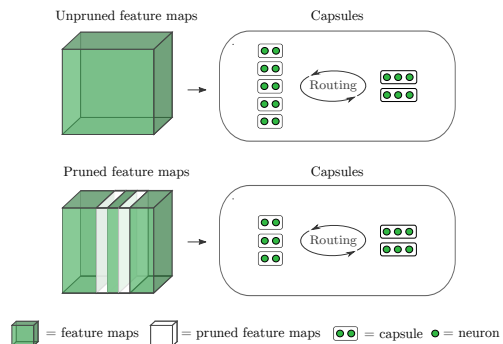 Unpruned feature maps Capsules
Routing
Pruned feature maps Capsules
Routing
= feature maps = pruned feature maps = capsule = neuron